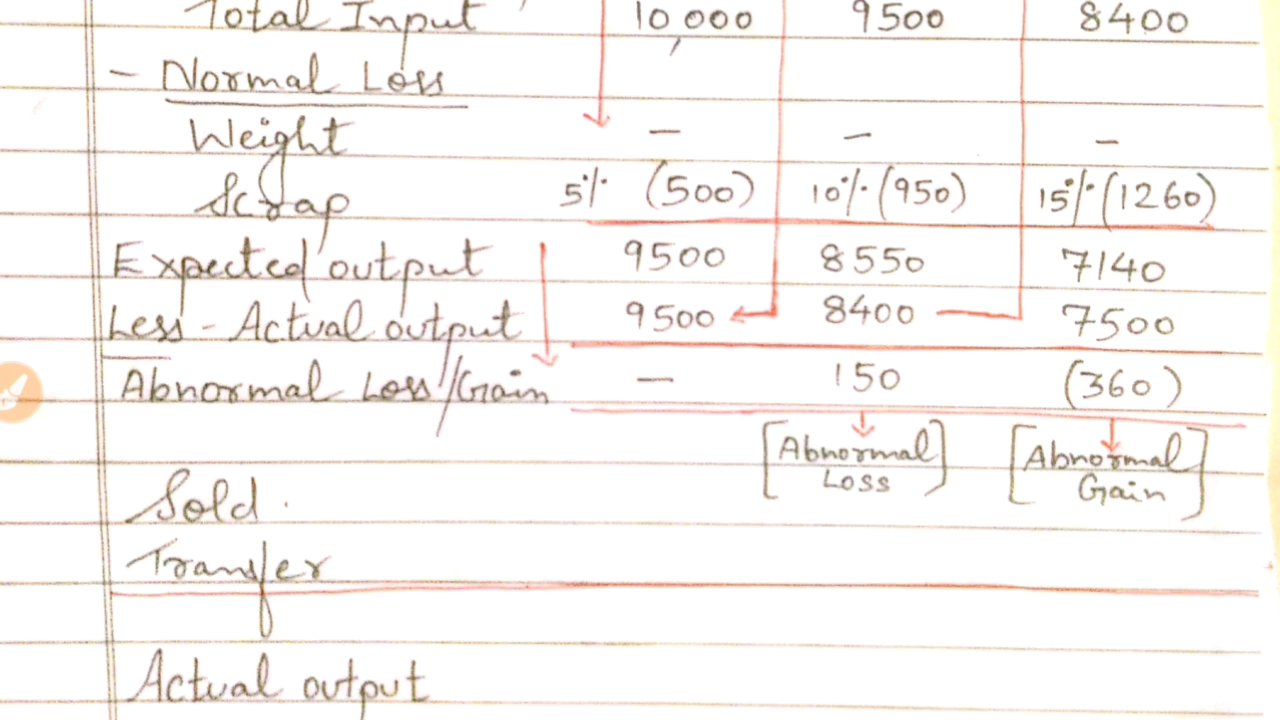 Total Input 10,000 9500 8400
- Normal Loss
Weight - - -
Scrap 5% (500) 10% (950) 15% (1260)
Expected output 9500 8550 7140
Less - Actual output 9500 8400 7500
Abnormal Loss/Gain - 150 (360)
[Abnormal Loss] [Abnormal Gain]
Sold.
Transfer
Actual output